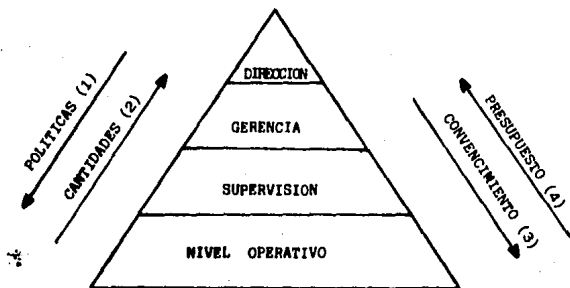 DIRECCION
GERENCIA
SUPERVISION
NIVEL OPERATIVO
POLITICAS (1)
CANTIDADES (2)
CONVENCIMIENTO (3)
PRESUPUESTO (4)